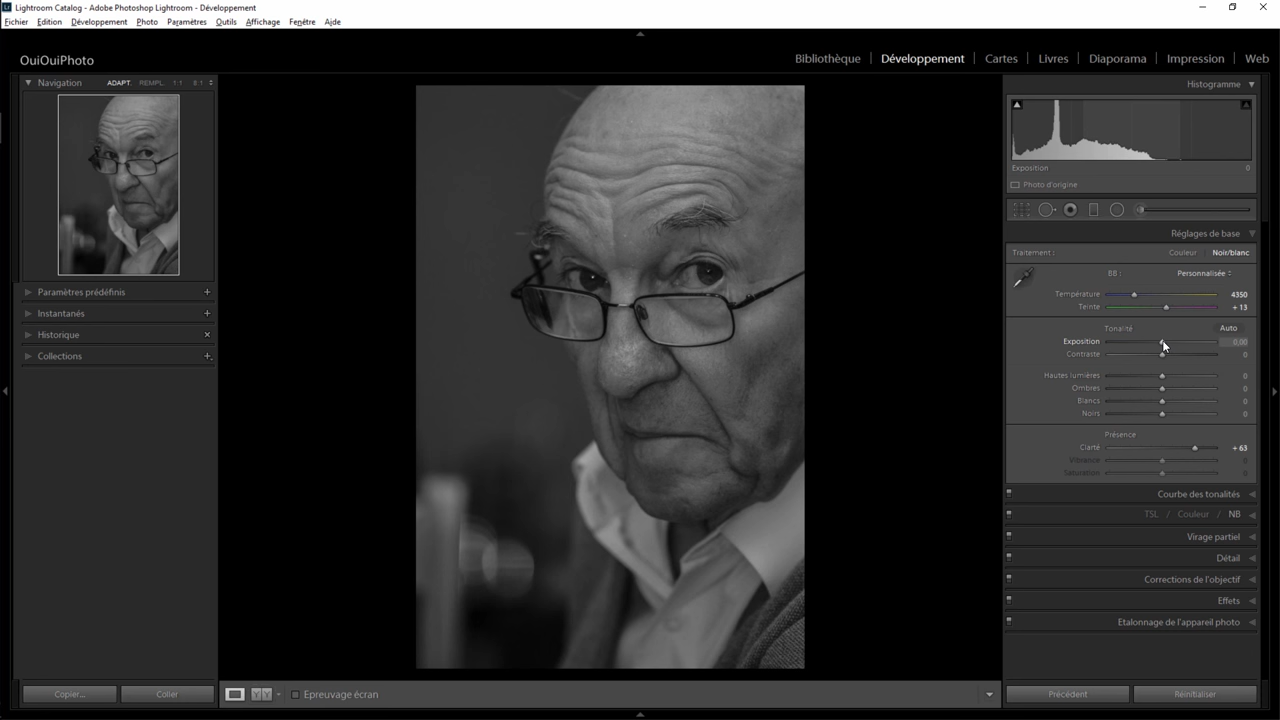 Lightroom Catalog - Adobe Photoshop Lightroom - Développement
Fichier Edition Développement Photo Paramètres Outils Affichage Fenêtre Aide
OuiOuiPhoto
Bibliothèque | Développement | Cartes | Livres | Diaporama | Impression | Web
Navigation ADAPT. REMPL. 1:1 8:1
Paramètres prédéfinis +
Instantanés +
Historique ×
Collections +
Copier... Coller
Epreuvage écran
Histogramme
Exposition 0
Photo d'origine
Réglages de base
Traitement : Couleur Noir/blanc
BB : Personnalisée
Température 4350
Teinte + 13
Tonalité Auto
Exposition 0,00
Contraste 0
Hautes lumières 0
Ombres 0
Blancs 0
Noirs 0
Présence
Clarté + 63
Vibrance 0
Saturation 0
Courbe des tonalités
TSL / Couleur / NB
Virage partiel
Détail
Corrections de l'objectif
Effets
Etalonnage de l'appareil photo
Précédent Réinitialiser